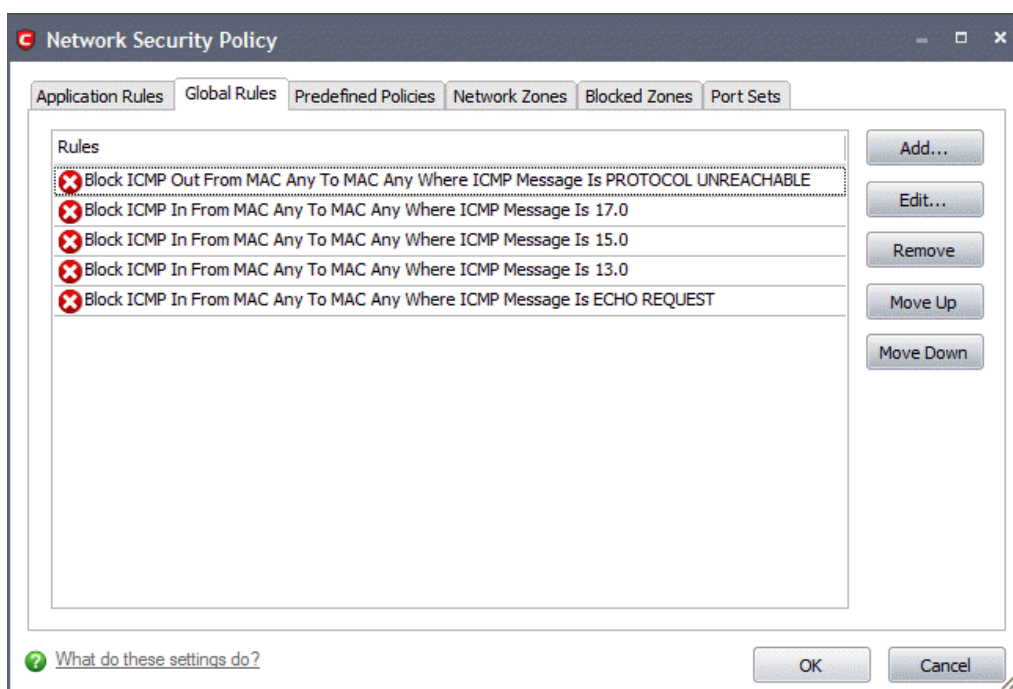 Network Security Policy
Application Rules Global Rules Predefined Policies Network Zones Blocked Zones Port Sets
Rules
Block ICMP Out From MAC Any To MAC Any Where ICMP Message Is PROTOCOL UNREACHABLE
Block ICMP In From MAC Any To MAC Any Where ICMP Message Is 17.0
Block ICMP In From MAC Any To MAC Any Where ICMP Message Is 15.0
Block ICMP In From MAC Any To MAC Any Where ICMP Message Is 13.0
Block ICMP In From MAC Any To MAC Any Where ICMP Message Is ECHO REQUEST
Add...
Edit...
Remove
Move Up
Move Down
What do these settings do?
OK Cancel